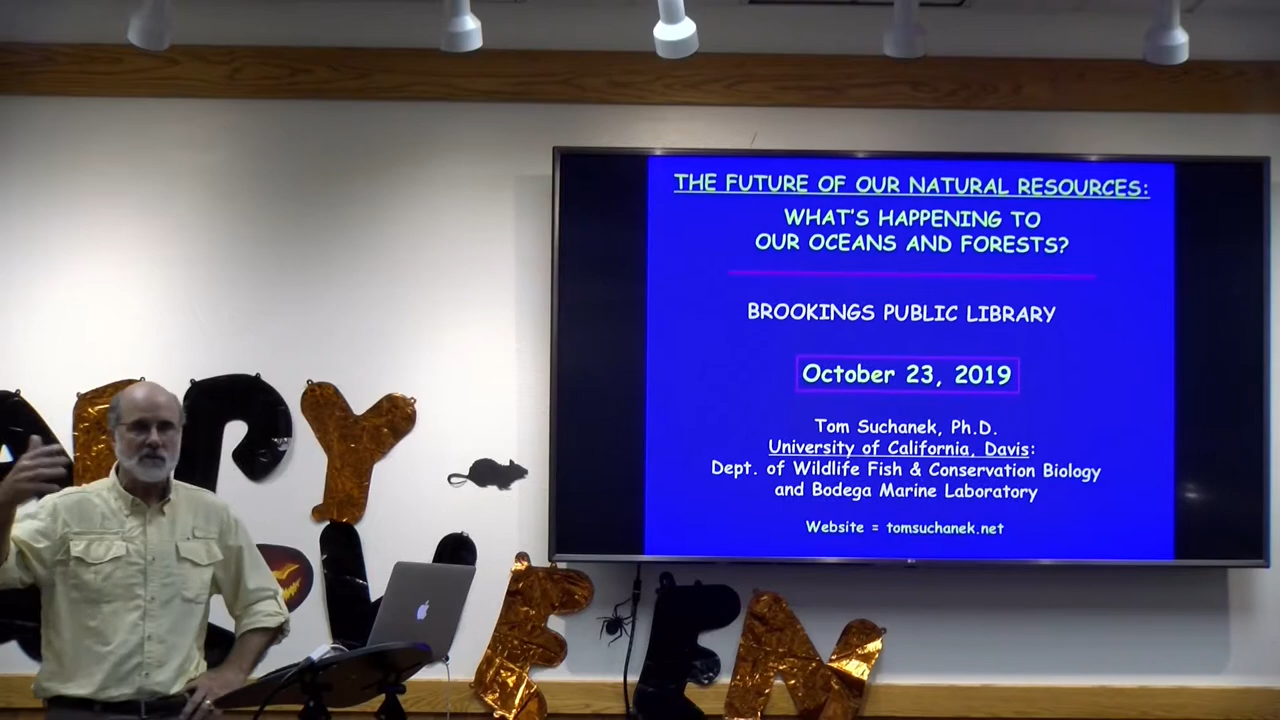 THE FUTURE OF OUR NATURAL RESOURCES:
WHAT'S HAPPENING TO
OUR OCEANS AND FORESTS?
BROOKINGS PUBLIC LIBRARY
October 23, 2019
Tom Suchanek, Ph.D.
University of California, Davis:
Dept. of Wildlife Fish & Conservation Biology
and Bodega Marine Laboratory
Website = tomsuchanek.net
PY
EEN